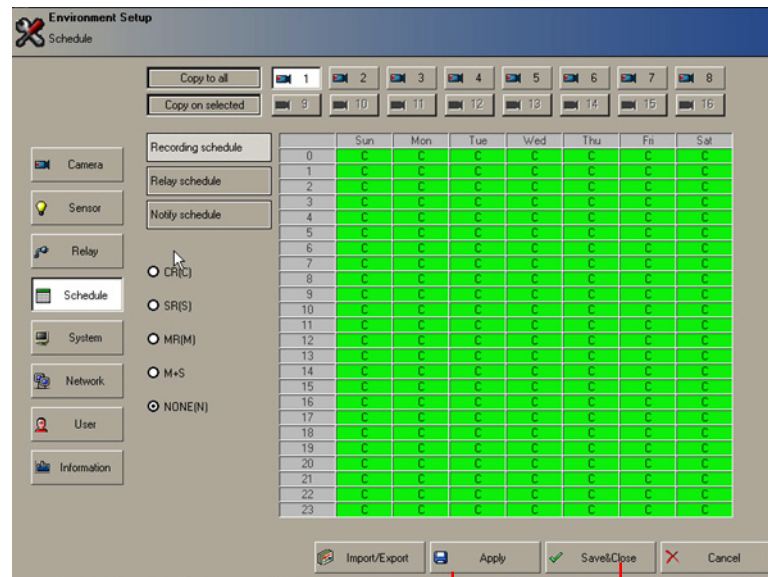 Environment Setup
Schedule
Copy to all 1 2 3 4 5 6 7 8
Copy on selected 9 10 11 12 13 14 15 16
Camera
Sensor
Relay
Schedule
System
Network
User
Information
Recording schedule
Relay schedule
Notify schedule
CR(C)
SR(S)
MR(M)
M+S
NONE(N)
Sun Mon Tue Wed Thu Fri Sat
0 C C C C C C C
1 C C C C C C C
2 C C C C C C C
3 C C C C C C C
4 C C C C C C C
5 C C C C C C C
6 C C C C C C C
7 C C C C C C C
8 C C C C C C C
9 C C C C C C C
10 C C C C C C C
11 C C C C C C C
12 C C C C C C C
13 C C C C C C C
14 C C C C C C C
15 C C C C C C C
16 C C C C C C C
17 C C C C C C C
18 C C C C C C C
19 C C C C C C C
20 C C C C C C C
21 C C C C C C C
22 C C C C C C C
23 C C C C C C C
Import/Export Apply Save&Close Cancel